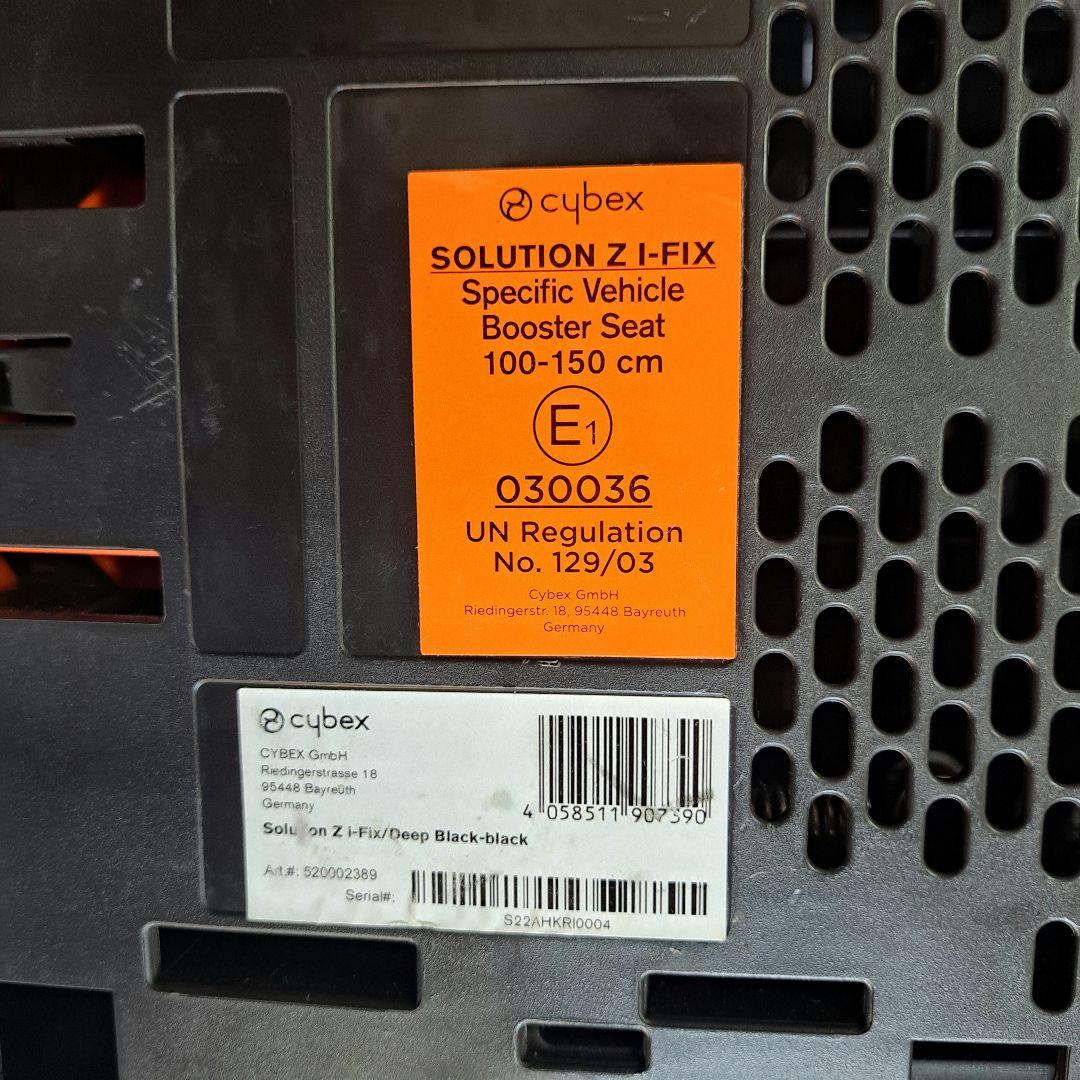 cybex
SOLUTION Z I-FIX
Specific Vehicle
Booster Seat
100-150 cm
E1
030036
UN Regulation
No. 129/03
Cybex GmbH
Riedingerstr. 18, 95448 Bayreuth
Germany
cybex
CYBEX GmbH
Riedingerstrasse 18
95448 Bayreuth
Germany
4 058511 907390
Solution Z i-Fix/Deep Black-black
Art.#: 520002389
Serial#:
S22AHKRI0004